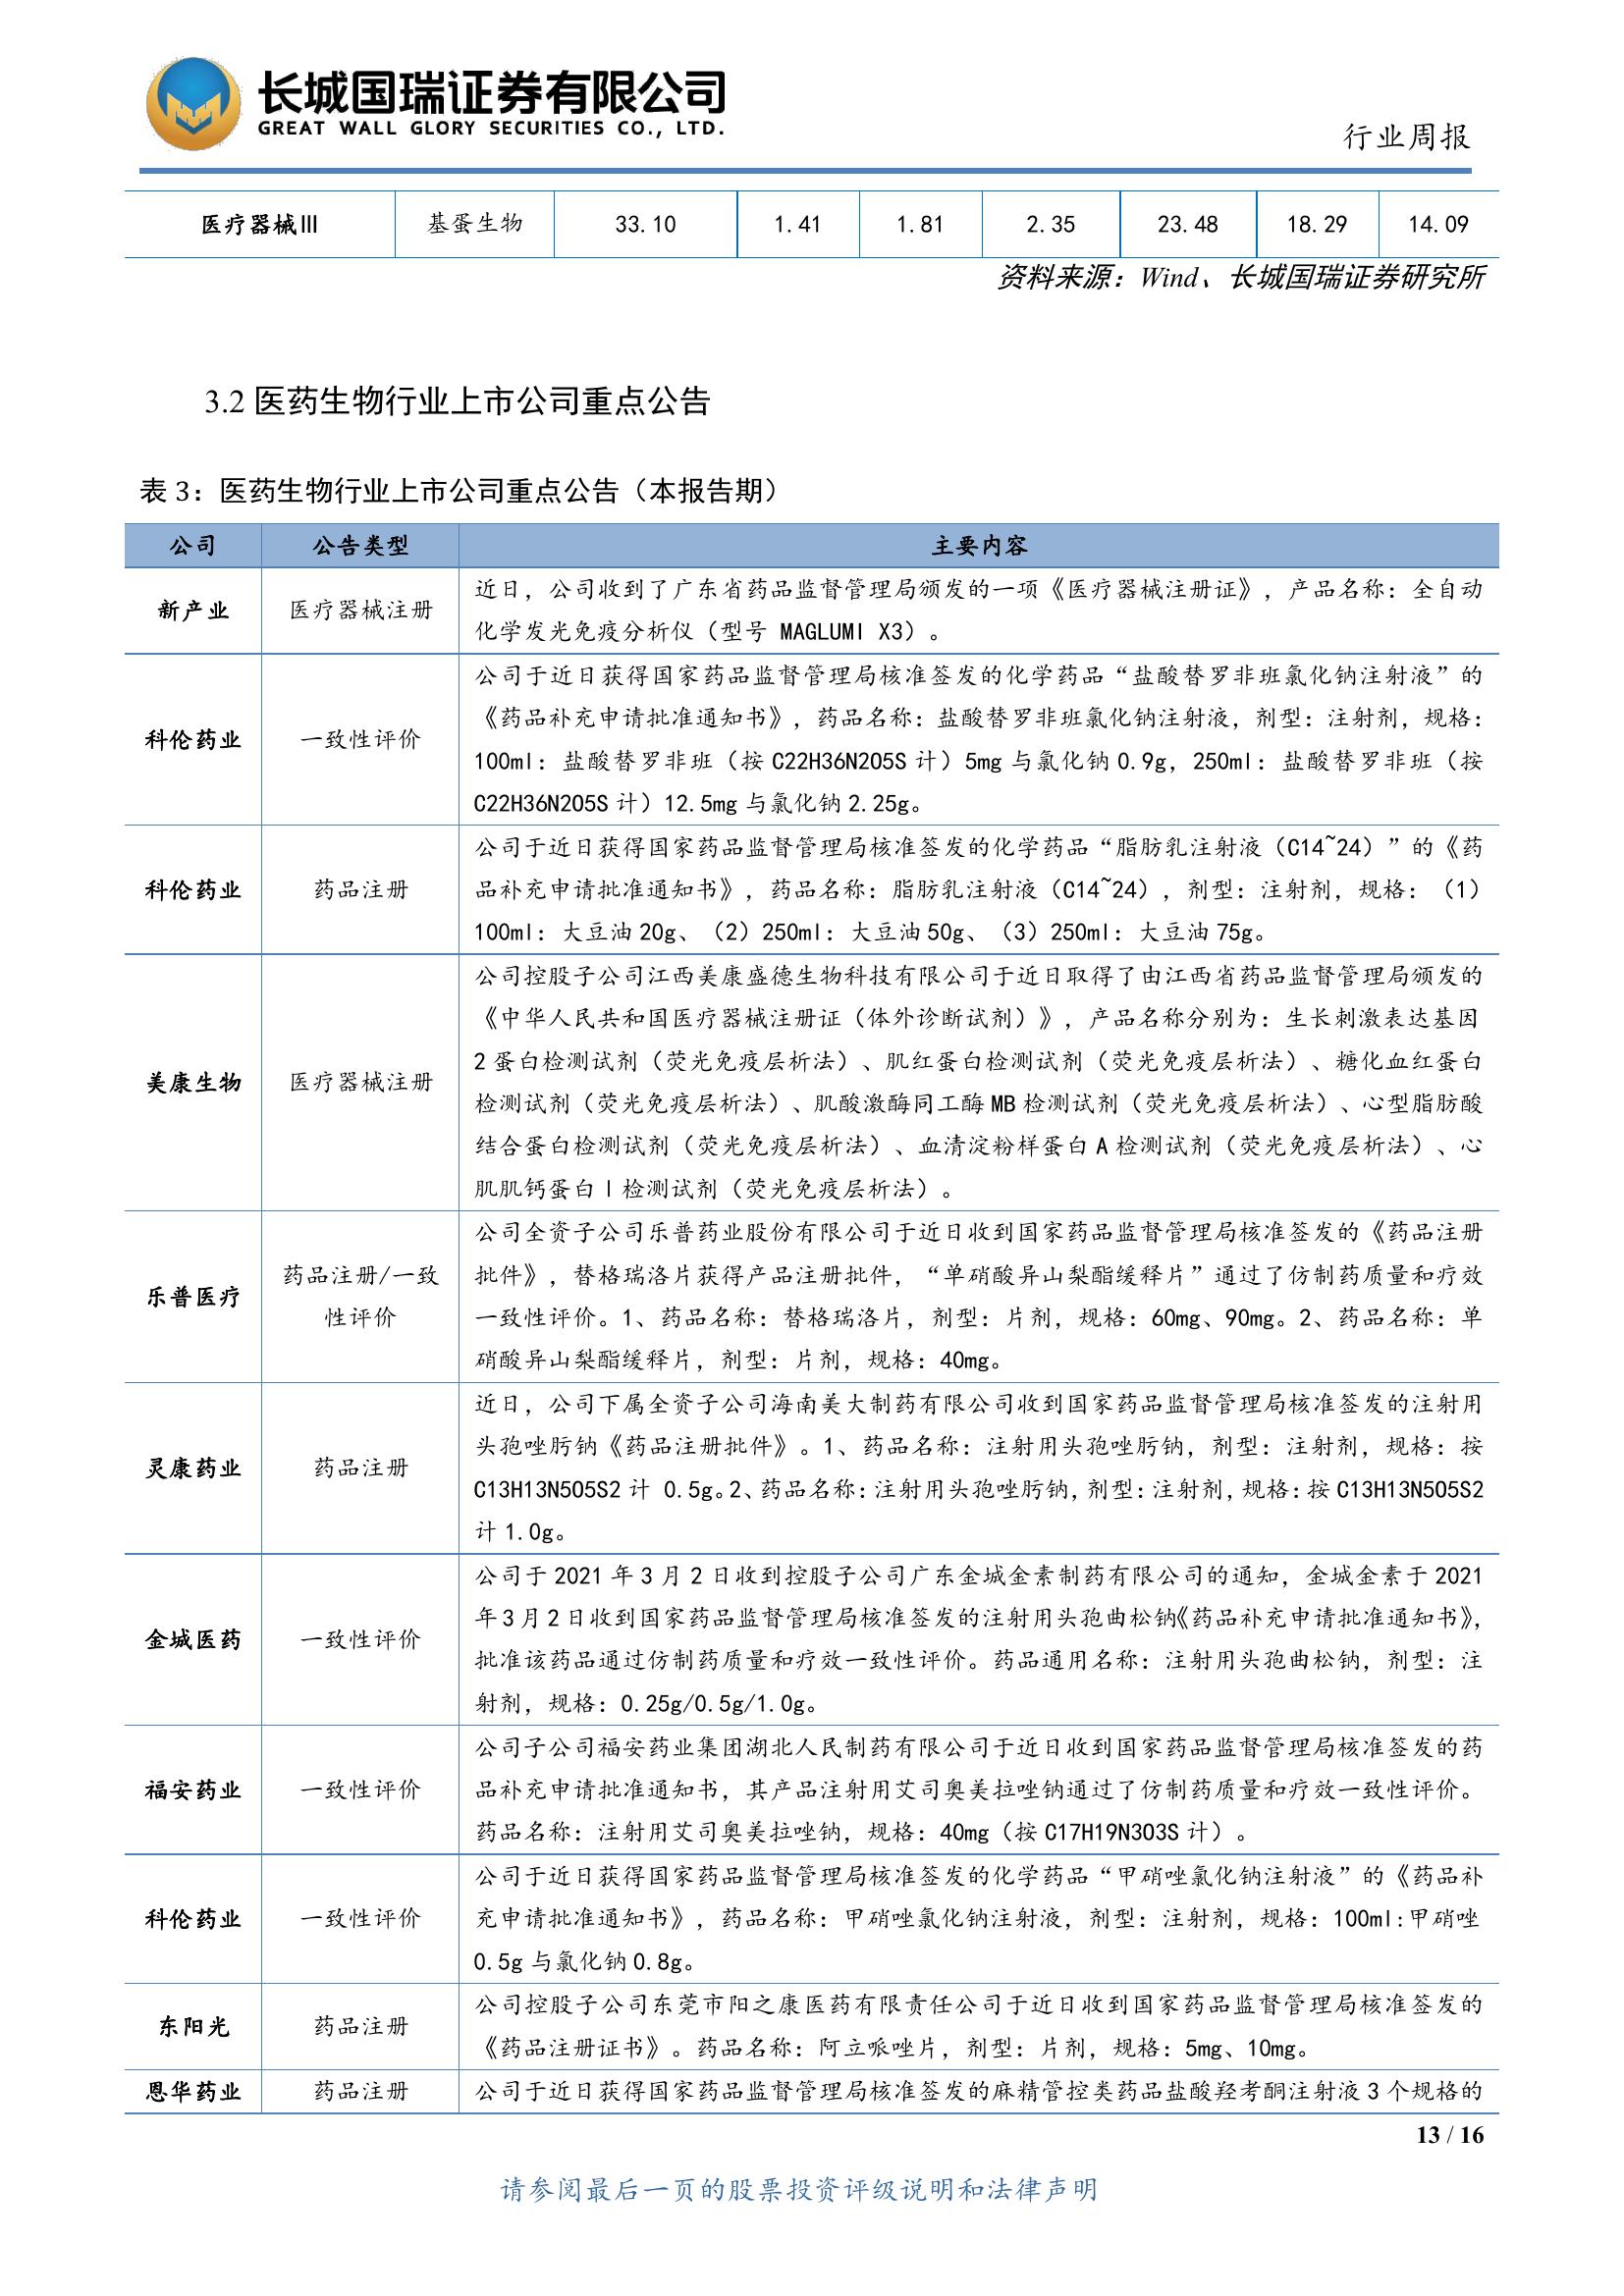 长城国瑞证券有限公司
GREAT WALL GLORY SECURITIES CO., LTD.
行业周报
医疗器械Ⅲ 基蛋生物 33.10 1.41 1.81 2.35 23.48 18.29 14.09
资料来源：Wind、长城国瑞证券研究所
3.2 医药生物行业上市公司重点公告
表 3：医药生物行业上市公司重点公告（本报告期）
公司 公告类型 主要内容
新产业 医疗器械注册
近日，公司收到了广东省药品监督管理局颁发的一项《医疗器械注册证》，产品名称：全自动
化学发光免疫分析仪（型号 MAGLUMI X3）。
科伦药业 一致性评价
公司于近日获得国家药品监督管理局核准签发的化学药品“盐酸替罗非班氯化钠注射液”的
《药品补充申请批准通知书》，药品名称：盐酸替罗非班氯化钠注射液，剂型：注射剂，规格：
100ml：盐酸替罗非班（按 C22H36N2O5S 计）5mg 与氯化钠 0.9g，250ml：盐酸替罗非班（按
C22H36N2O5S 计）12.5mg 与氯化钠 2.25g。
科伦药业 药品注册
公司于近日获得国家药品监督管理局核准签发的化学药品“脂肪乳注射液（C14~24）”的《药
品补充申请批准通知书》，药品名称：脂肪乳注射液（C14~24），剂型：注射剂，规格：（1）
100ml：大豆油 20g、（2）250ml：大豆油 50g、（3）250ml：大豆油 75g。
美康生物 医疗器械注册
公司控股子公司江西美康盛德生物科技有限公司于近日取得了由江西省药品监督管理局颁发的
《中华人民共和国医疗器械注册证（体外诊断试剂）》，产品名称分别为：生长刺激表达基因
2 蛋白检测试剂（荧光免疫层析法）、肌红蛋白检测试剂（荧光免疫层析法）、糖化血红蛋白
检测试剂（荧光免疫层析法）、肌酸激酶同工酶 MB 检测试剂（荧光免疫层析法）、心型脂肪酸
结合蛋白检测试剂（荧光免疫层析法）、血清淀粉样蛋白 A 检测试剂（荧光免疫层析法）、心
肌肌钙蛋白 I 检测试剂（荧光免疫层析法）。
乐普医疗 药品注册/一致
性评价
公司全资子公司乐普药业股份有限公司于近日收到国家药品监督管理局核准签发的《药品注册
批件》，替格瑞洛片获得产品注册批件，“单硝酸异山梨酯缓释片”通过了仿制药质量和疗效
一致性评价。1、药品名称：替格瑞洛片，剂型：片剂，规格：60mg、90mg。2、药品名称：单
硝酸异山梨酯缓释片，剂型：片剂，规格：40mg。
灵康药业 药品注册
近日，公司下属全资子公司海南美大制药有限公司收到国家药品监督管理局核准签发的注射用
头孢唑肟钠《药品注册批件》。1、药品名称：注射用头孢唑肟钠，剂型：注射剂，规格：按
C13H13N5O5S2 计 0.5g。2、药品名称：注射用头孢唑肟钠，剂型：注射剂，规格：按 C13H13N5O5S2
计 1.0g。
金城医药 一致性评价
公司于 2021 年 3 月 2 日收到控股子公司广东金城金素制药有限公司的通知，金城金素于 2021
年 3 月 2 日收到国家药品监督管理局核准签发的注射用头孢曲松钠《药品补充申请批准通知书》，
批准该药品通过仿制药质量和疗效一致性评价。药品通用名称：注射用头孢曲松钠，剂型：注
射剂，规格：0.25g/0.5g/1.0g。
福安药业 一致性评价
公司子公司福安药业集团湖北人民制药有限公司于近日收到国家药品监督管理局核准签发的药
品补充申请批准通知书，其产品注射用艾司奥美拉唑钠通过了仿制药质量和疗效一致性评价。
药品名称：注射用艾司奥美拉唑钠，规格：40mg（按 C17H19N3O3S 计）。
科伦药业 一致性评价
公司于近日获得国家药品监督管理局核准签发的化学药品“甲硝唑氯化钠注射液”的《药品补
充申请批准通知书》，药品名称：甲硝唑氯化钠注射液，剂型：注射剂，规格：100ml:甲硝唑
0.5g 与氯化钠 0.8g。
东阳光 药品注册
公司控股子公司东莞市阳之康医药有限责任公司于近日收到国家药品监督管理局核准签发的
《药品注册证书》。药品名称：阿立哌唑片，剂型：片剂，规格：5mg、10mg。
恩华药业 药品注册 公司于近日获得国家药品监督管理局核准签发的麻精管控类药品盐酸羟考酮注射液 3 个规格的
13 / 16
请参阅最后一页的股票投资评级说明和法律声明